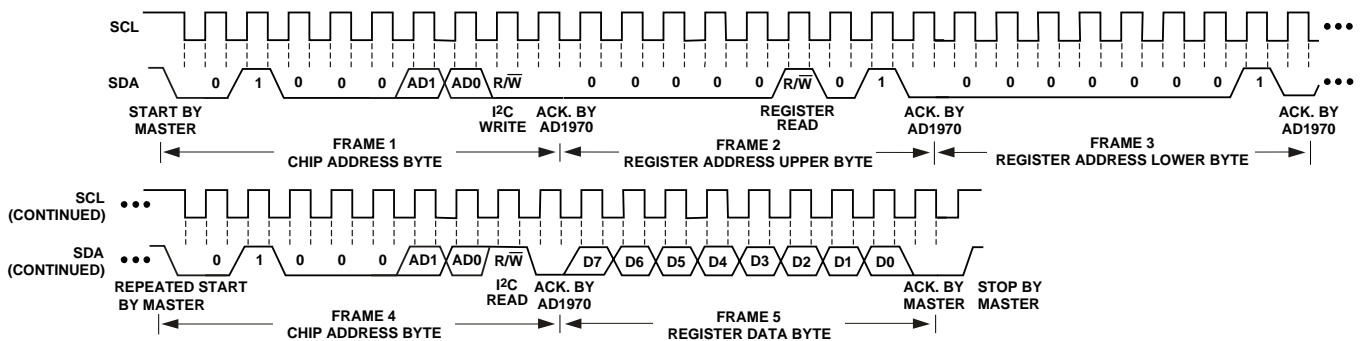 SCL
SDA
0 1 0 0 0 AD1 AD0 R/W̅ 0 0 0 0 R/W̅ 0 1 0 0 0 0 0 0 0 1
START BY MASTER
I²C WRITE
ACK. BY AD1970
REGISTER READ
ACK. BY AD1970
ACK. BY AD1970
FRAME 1
CHIP ADDRESS BYTE
FRAME 2
REGISTER ADDRESS UPPER BYTE
FRAME 3
REGISTER ADDRESS LOWER BYTE
SCL
(CONTINUED)
SDA
(CONTINUED)
0 1 0 0 0 AD1 AD0 R/W̅ D7 D6 D5 D4 D3 D2 D1 D0
REPEATED START BY MASTER
I²C READ
ACK. BY AD1970
ACK. BY MASTER
STOP BY MASTER
FRAME 4
CHIP ADDRESS BYTE
FRAME 5
REGISTER DATA BYTE